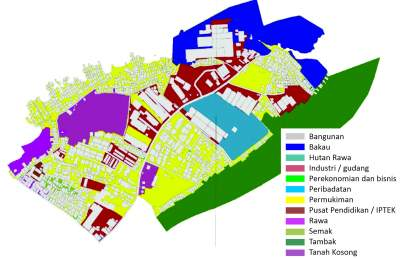 Bangunan
Bakau
Hutan Rawa
Industri / gudang
Perekonomian dan bisnis
Peribadatan
Permukiman
Pusat Pendidikan / IPTEK
Rawa
Semak
Tambak
Tanah Kosong